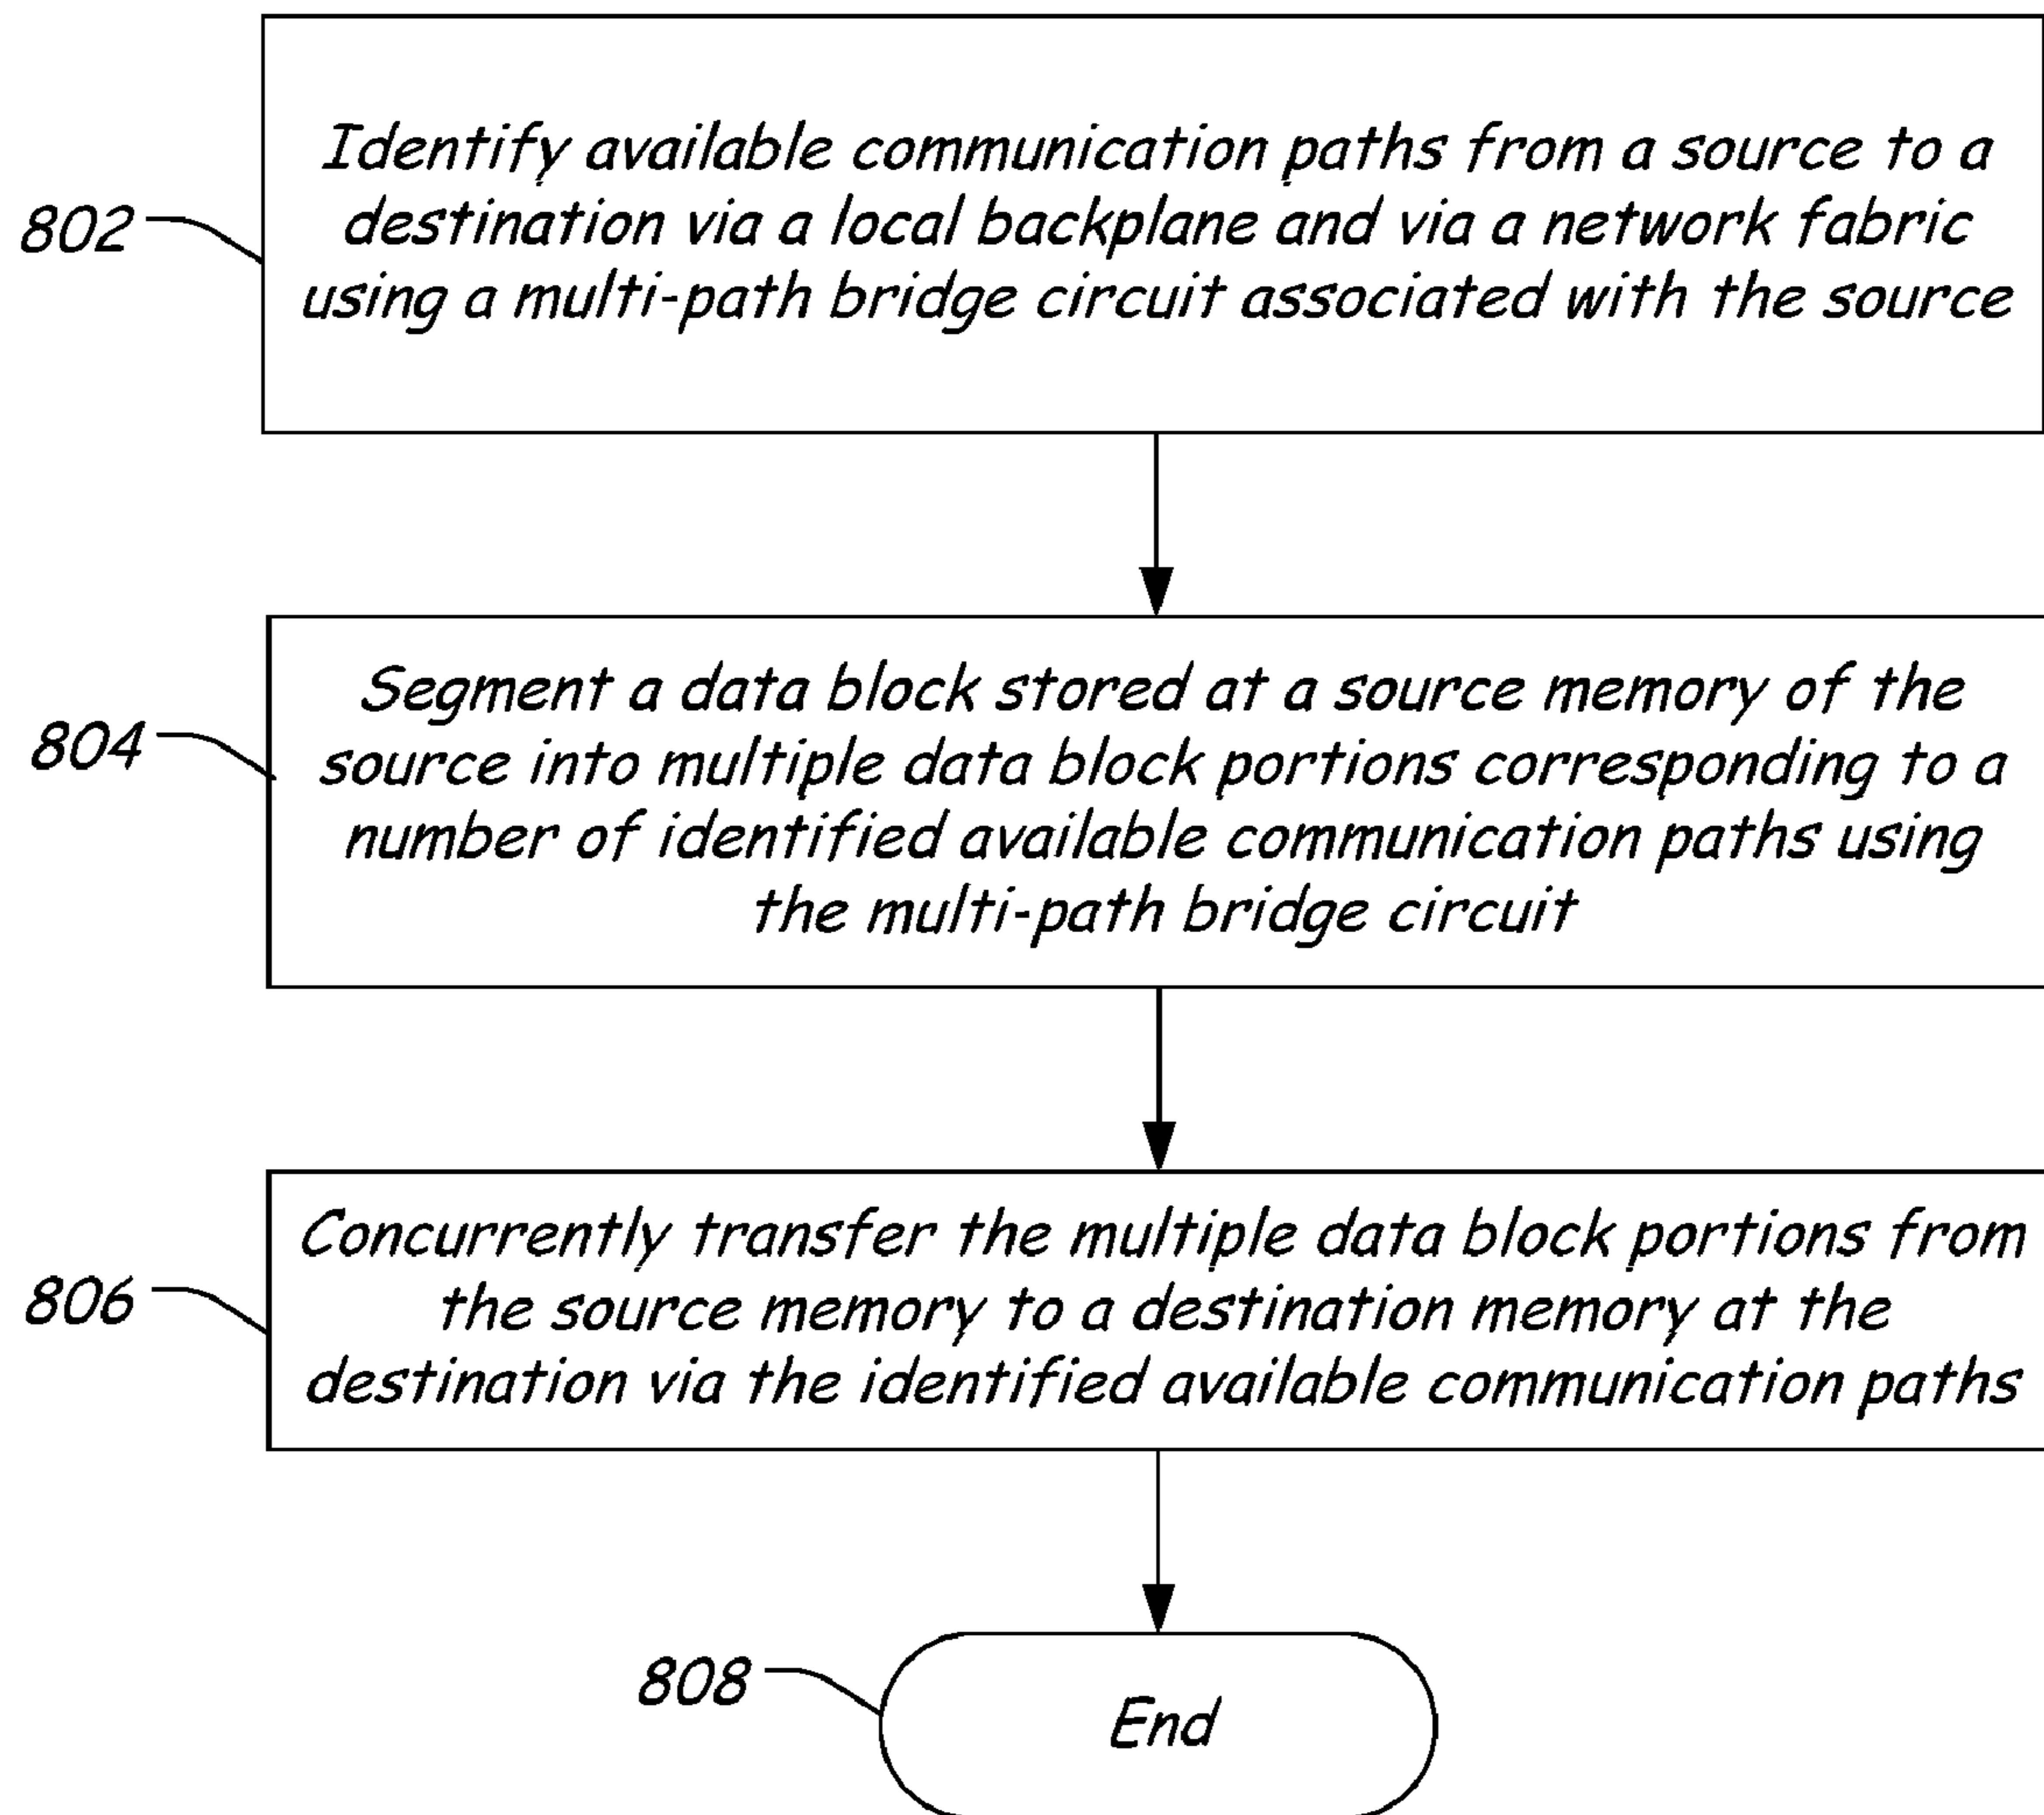 Identify available communication paths from a source to a
destination via a local backplane and via a network fabric
using a multi-path bridge circuit associated with the source
802
Segment a data block stored at a source memory of the
source into multiple data block portions corresponding to a
number of identified available communication paths using
the multi-path bridge circuit
804
Concurrently transfer the multiple data block portions from
the source memory to a destination memory at the
destination via the identified available communication paths
806
808
End